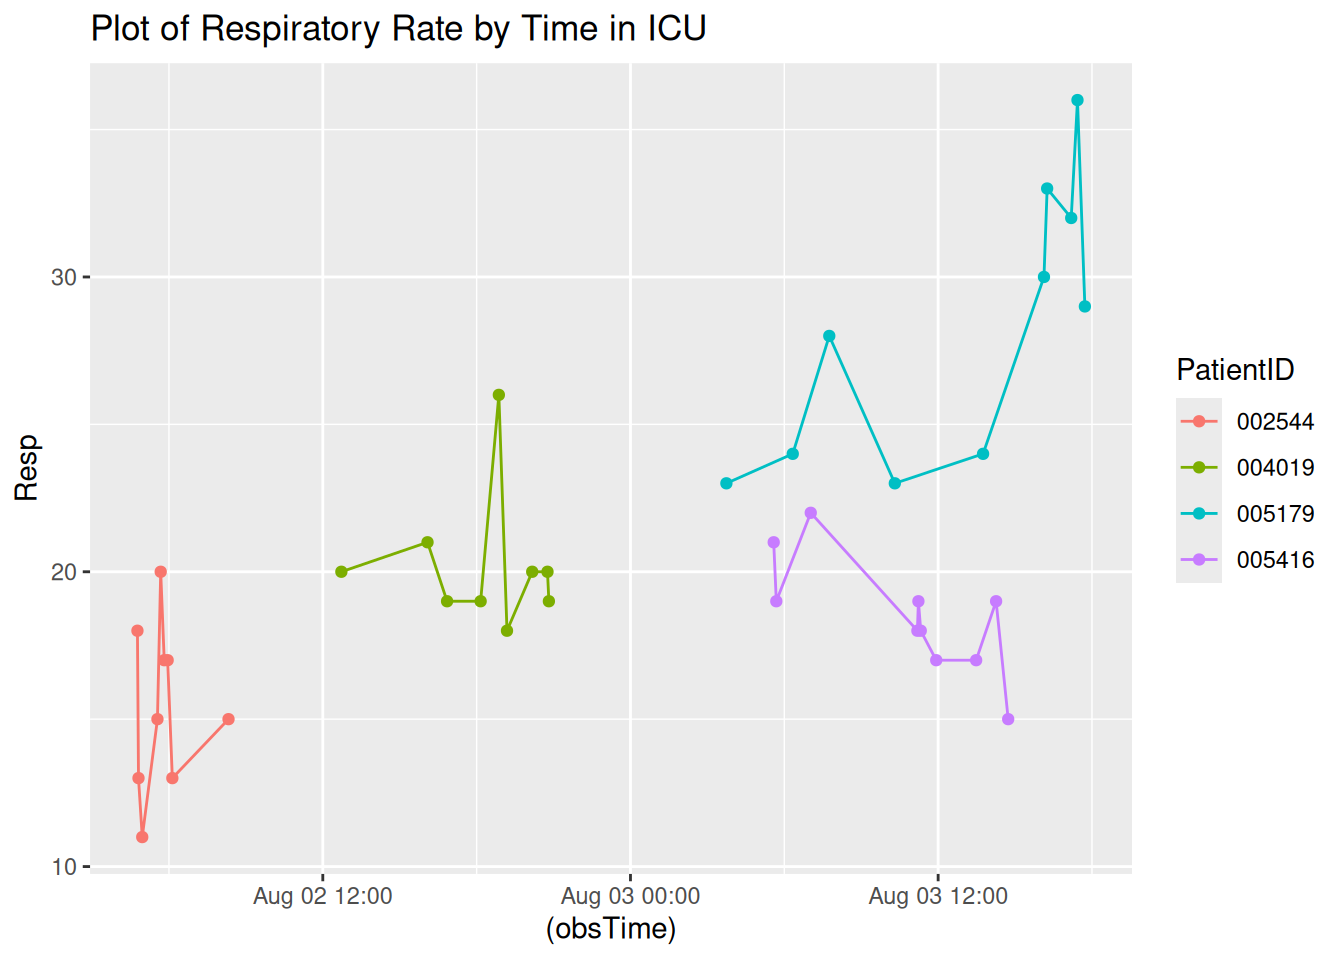 Plot of Respiratory Rate by Time in ICU
Resp
30
20
10
Aug 02 12:00
Aug 03 00:00
Aug 03 12:00
(obsTime)
PatientID
002544
004019
005179
005416